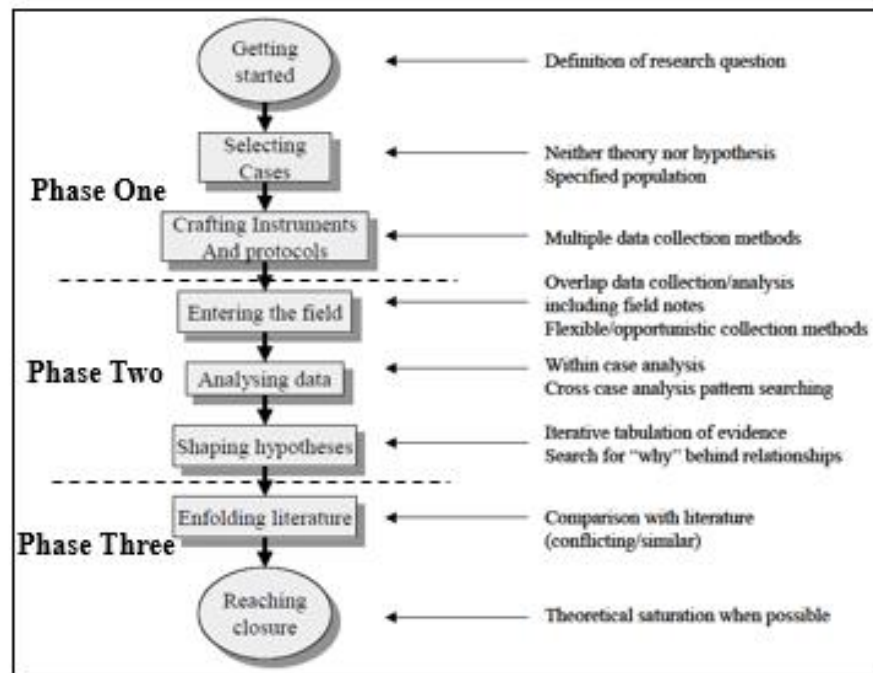 Getting
started
Definition of research question
Selecting
Cases
Neither theory nor hypothesis
Specified population
Phase One
Crafting Instruments
And protocols
Multiple data collection methods
Entering the field
Overlap data collection/analysis
including field notes
Flexible/opportunistic collection methods
Phase Two
Analysing data
Within case analysis
Cross case analysis pattern searching
Shaping hypotheses
Iterative tabulation of evidence
Search for “why” behind relationships
Enfolding literature
Comparison with literature
(conflicting/similar)
Phase Three
Reaching
closure
Theoretical saturation when possible